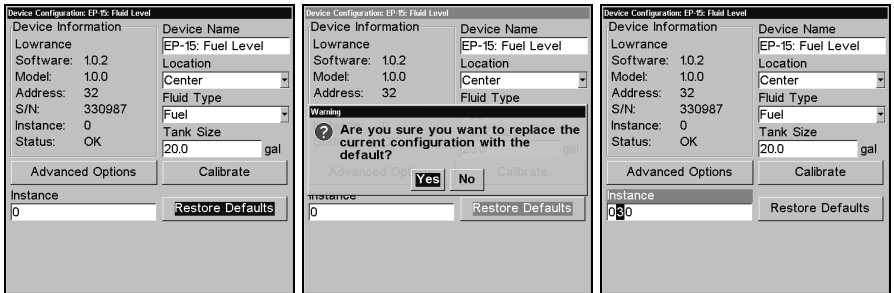 Device Configuration: EP-15: Fluid Level
Device Information
Lowrance
Software: 1.0.2
Model: 1.0.0
Address: 32
S/N: 330987
Instance: 0
Status: OK
Device Name
EP-15: Fuel Level
Location
Center
Fluid Type
Fuel
Tank Size
20.0 gal
Advanced Options
Calibrate
Instance
0
Restore Defaults
Device Configuration: EP-15: Fluid Level
Device Information
Lowrance
Software: 1.0.2
Model: 1.0.0
Address: 32
Device Name
EP-15: Fuel Level
Location
Center
Fluid Type
Warning
Are you sure you want to replace the
current configuration with the
default?
gal
Yes
No
Advanced Op
Calibrate
Instance
0
Restore Defaults
Device Configuration: EP-15: Fluid Level
Device Information
Lowrance
Software: 1.0.2
Model: 1.0.0
Address: 32
S/N: 330987
Instance: 0
Status: OK
Device Name
EP-15: Fuel Level
Location
Center
Fluid Type
Fuel
Tank Size
20.0 gal
Advanced Options
Calibrate
Instance
030
Restore Defaults